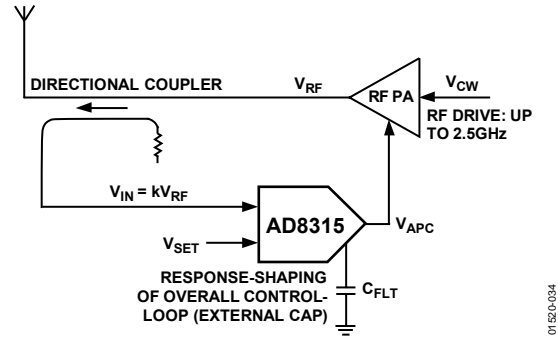 DIRECTIONAL COUPLER
V_RF
RF PA
V_CW
RF DRIVE: UP
TO 2.5GHz
V_IN = kV_RF
AD8315
V_APC
V_SET
RESPONSE-SHAPING
OF OVERALL CONTROL-
LOOP (EXTERNAL CAP)
C_FLT
01520-034